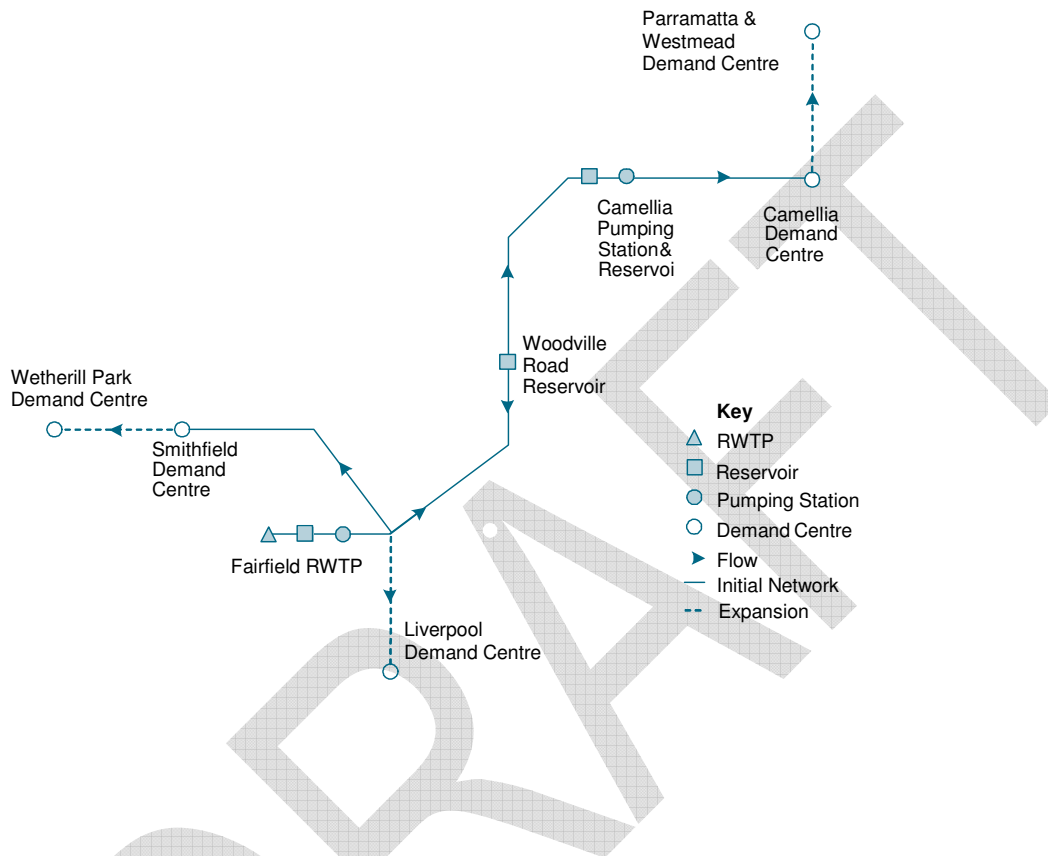 Parramatta &
Westmead
Demand Centre
Camellia
Pumping
Station&
Reservoi
Camellia
Demand
Centre
Woodville
Road
Reservoir
Wetherill Park
Demand Centre
Smithfield
Demand
Centre
Fairfield RWTP
Liverpool
Demand Centre
Key
RWTP
Reservoir
Pumping Station
Demand Centre
Flow
Initial Network
Expansion
DRAFT